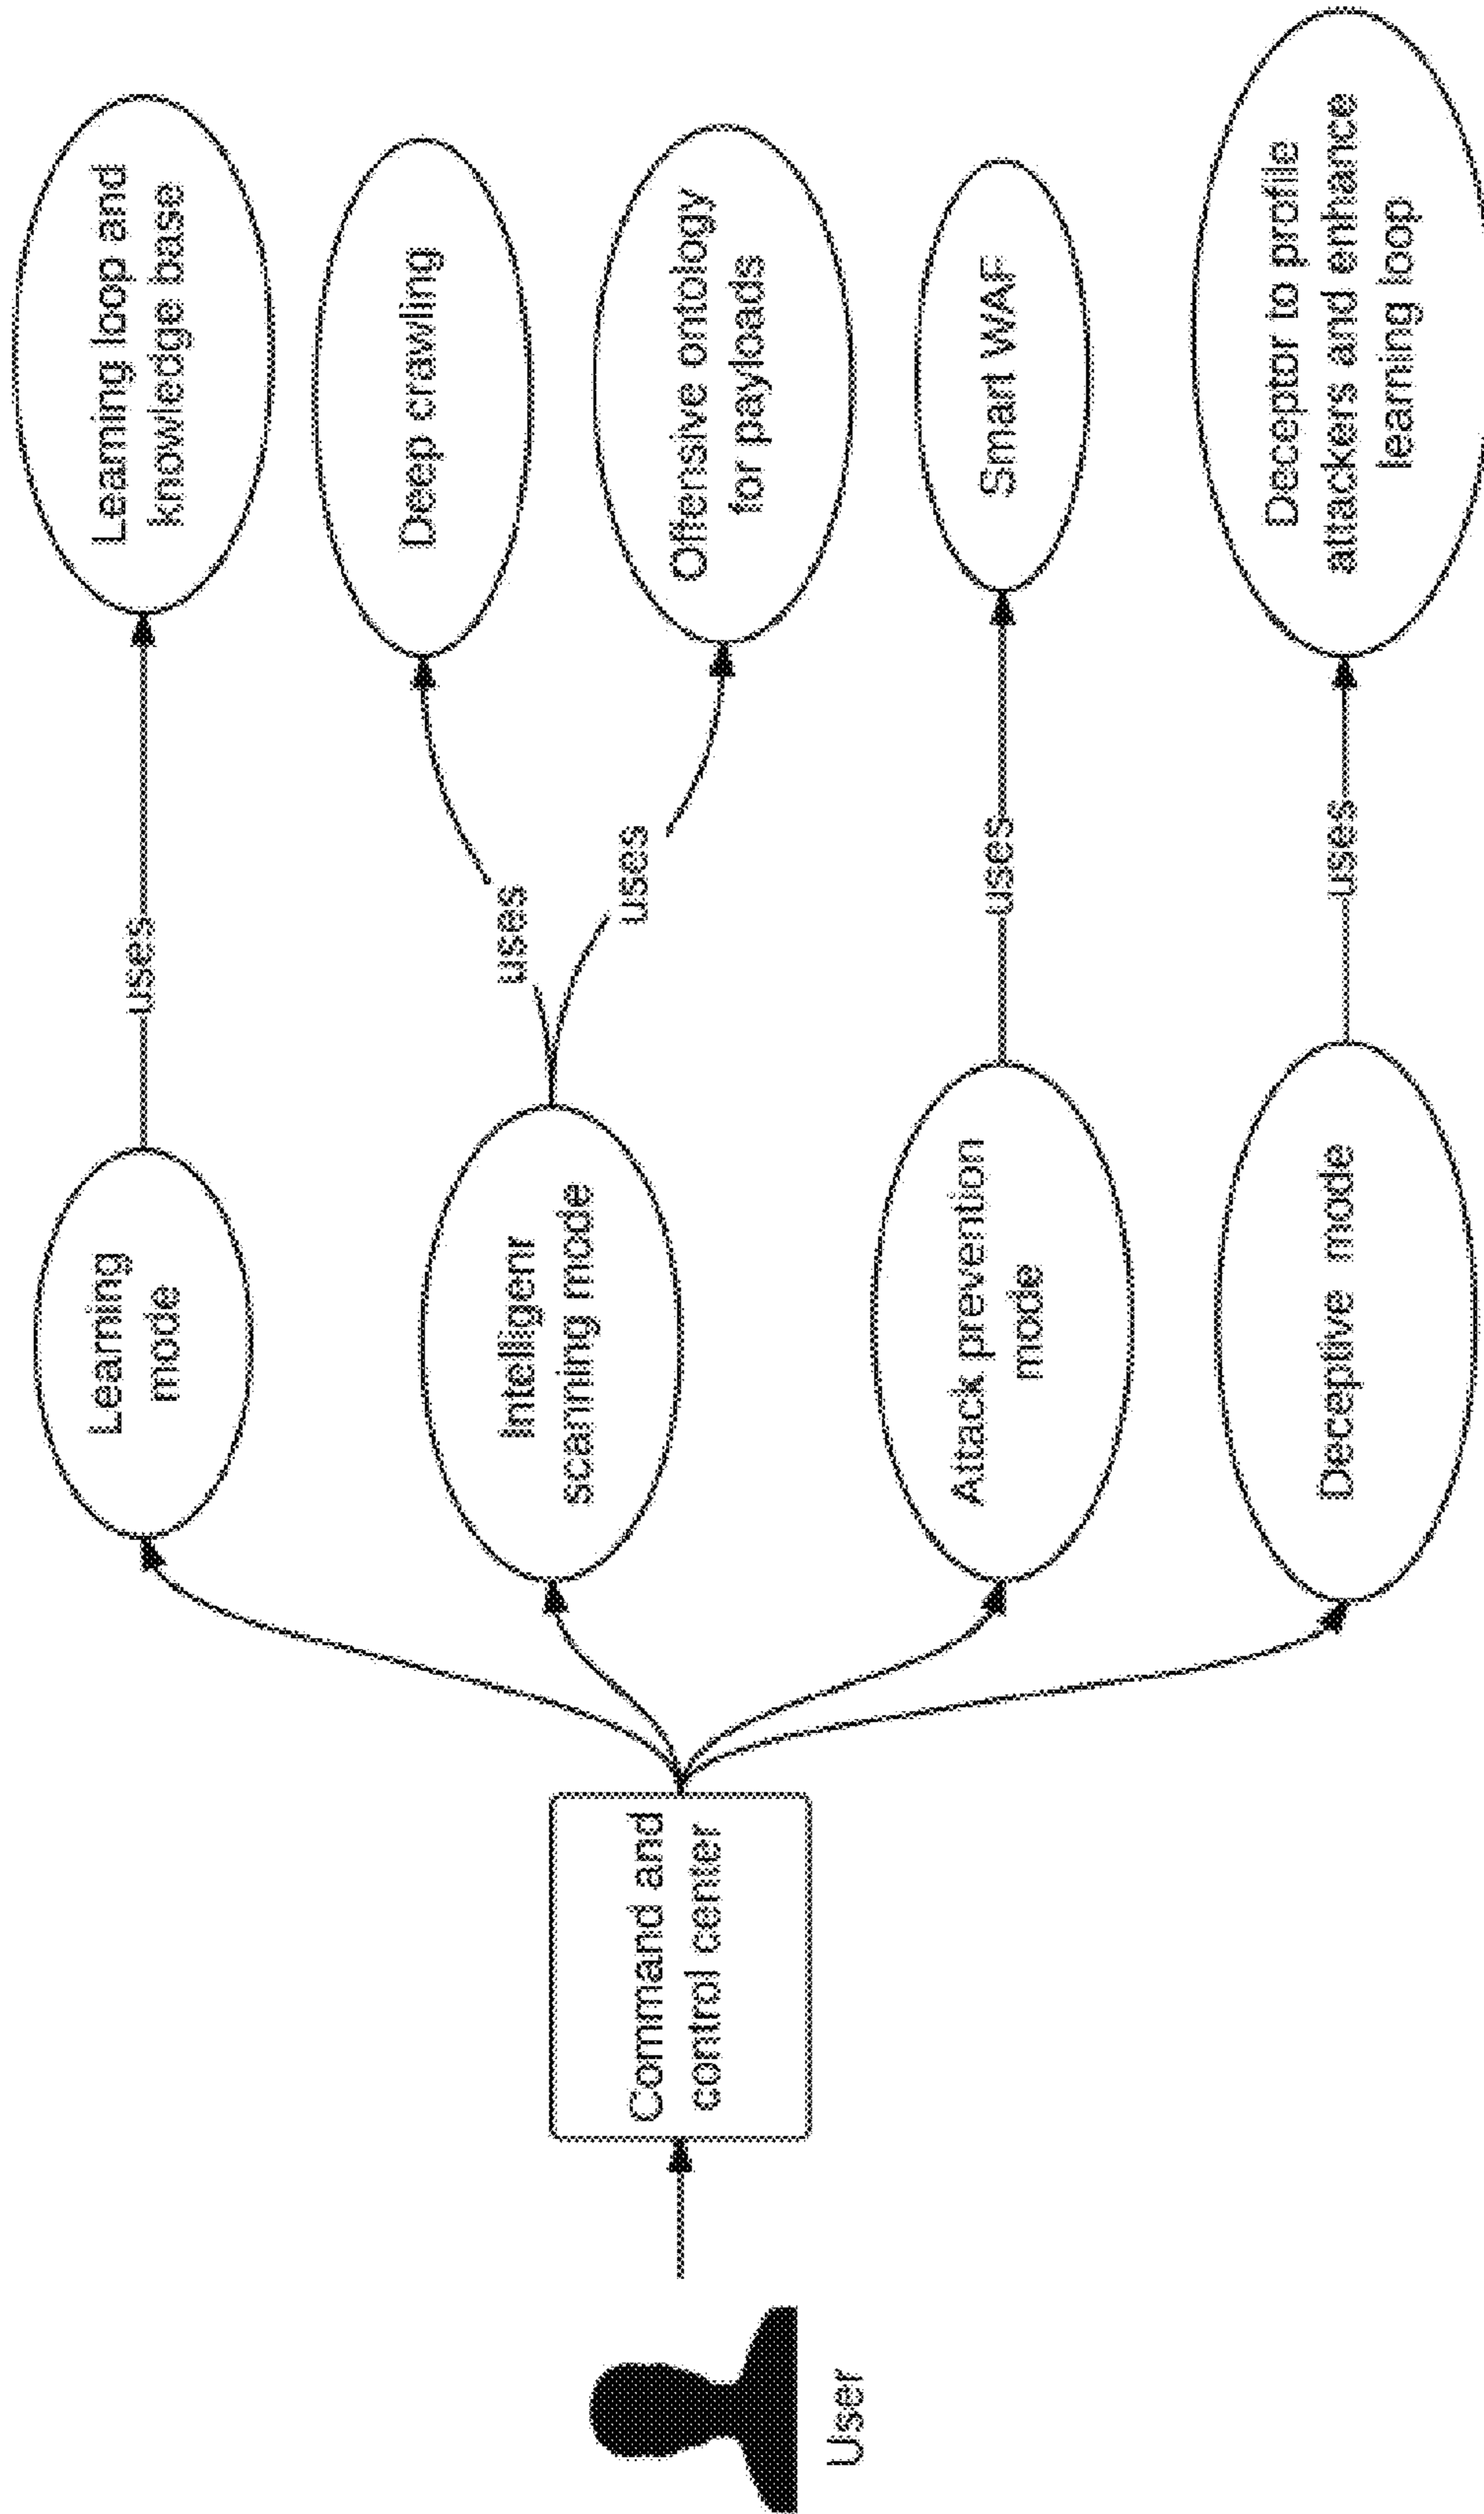 User
Command and
control center
Learning
mode
uses
Learning loop and
knowledge base
Intelligenr
scanning mode
uses
Deep crawling
uses
Offensive ontology
for payloads
Attack prevention
mode
uses
Smart WAF
Deceptive mode
uses
Deceptor to profile
attackers and enhance
learning loop